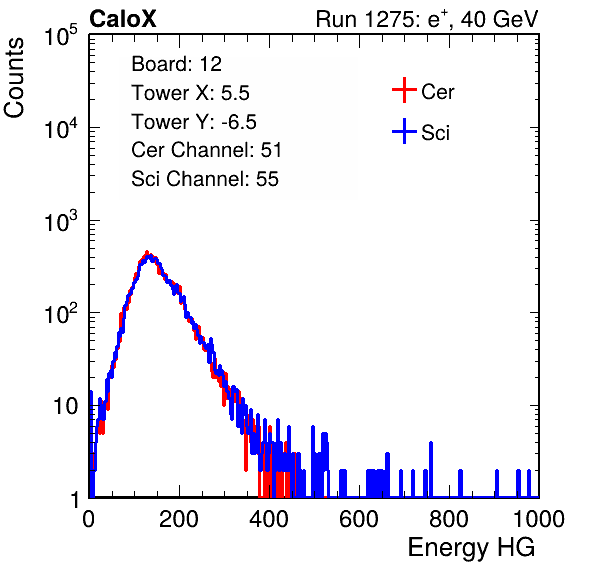 CaloX Run 1275: e⁺, 40 GeV
Board: 12
Tower X: 5.5
Tower Y: -6.5
Cer Channel: 51
Sci Channel: 55
Cer
Sci
Counts
10⁵
10⁴
10³
10²
10
1
0 200 400 600 800 1000
Energy HG